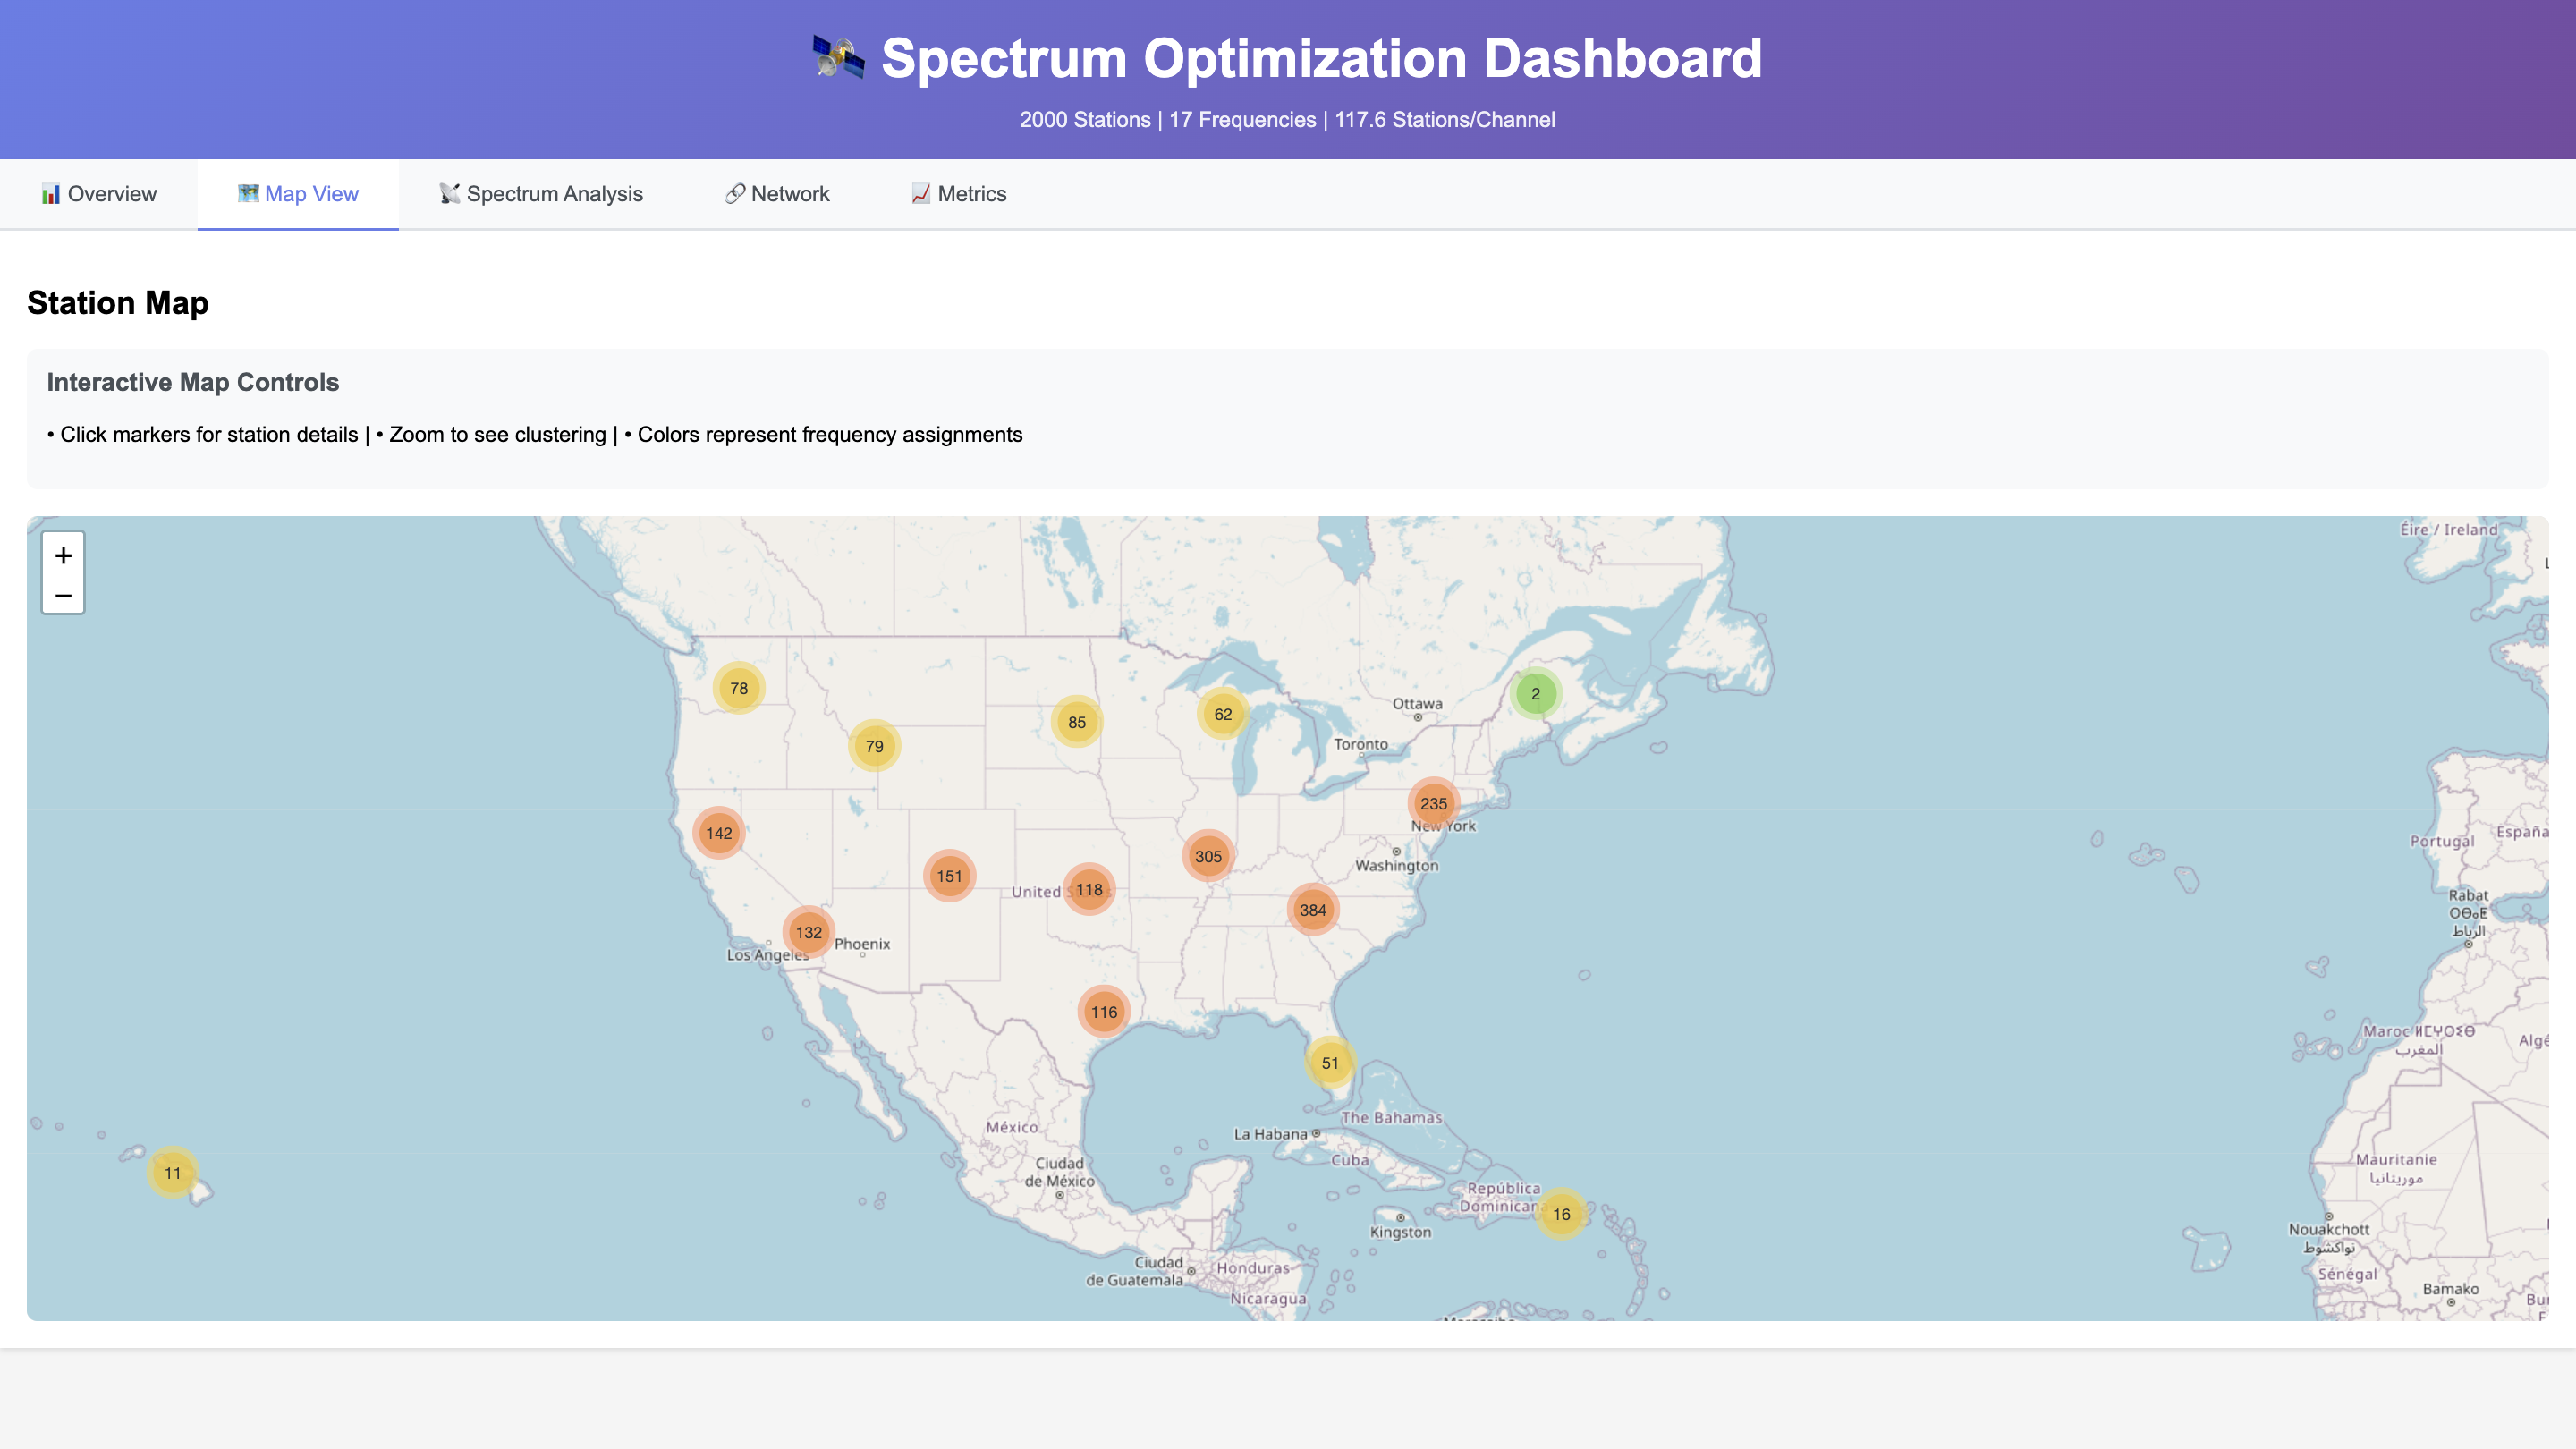 Spectrum Optimization Dashboard
2000 Stations | 17 Frequencies | 117.6 Stations/Channel
Overview
Map View
Spectrum Analysis
Network
Metrics
Station Map
Interactive Map Controls
• Click markers for station details | • Zoom to see clustering | • Colors represent frequency assignments
+
−
Éire / Ireland
78
2
85
62
Ottawa
79
Toronto
235
New York
142
305
Washington
Portugal
España
151
United
118
384
Rabat
ⵔⴱⴰⵟ
الرباط
132
Phoenix
Los Angeles
116
Maroc ⵍⵎⵖⵔⵉⴱ
المغرب
51
The Bahamas
México
La Habana
Cuba
Ciudad
de México
11
República
Dominicana
16
Kingston
Mauritanie
موريتانيا
Nouakchott
نواكشوط
Ciudad
de Guatemala
Honduras
Nicaragua
Sénégal
Bamako